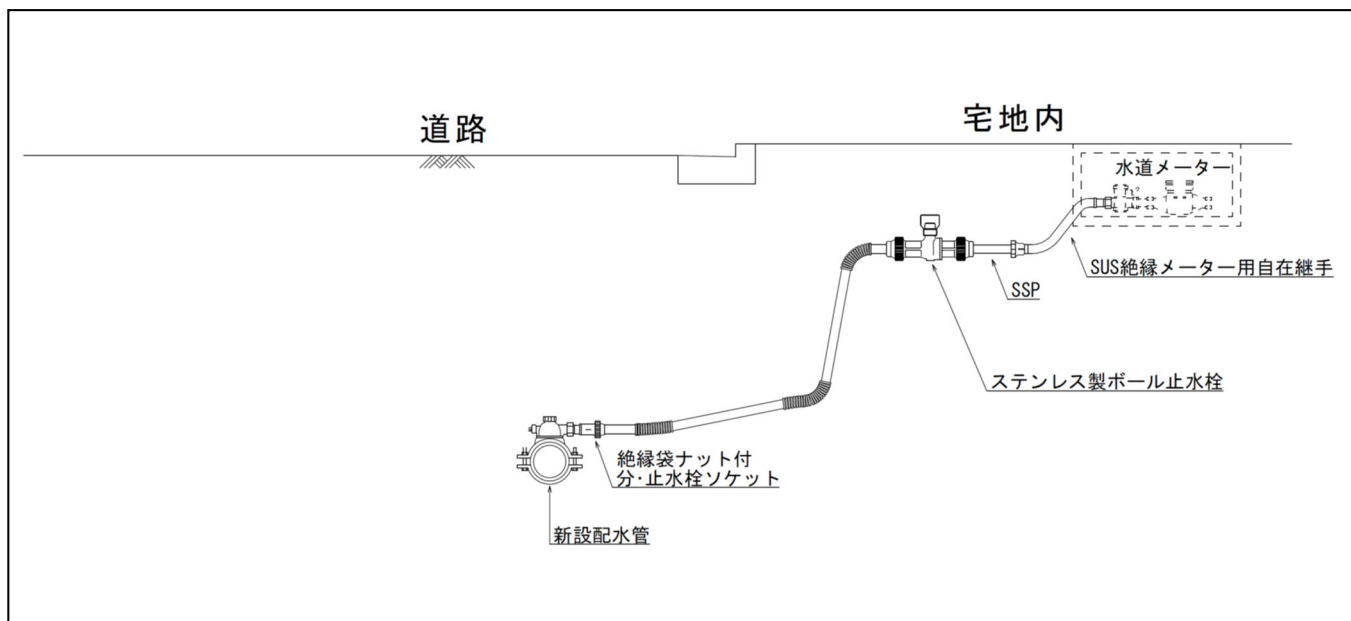 道路
宅地内
水道メーター
SUS絶縁メーター用自在継手
SSP
ステンレス製ボール止水栓
絶縁袋ナット付
分・止水栓ソケット
新設配水管